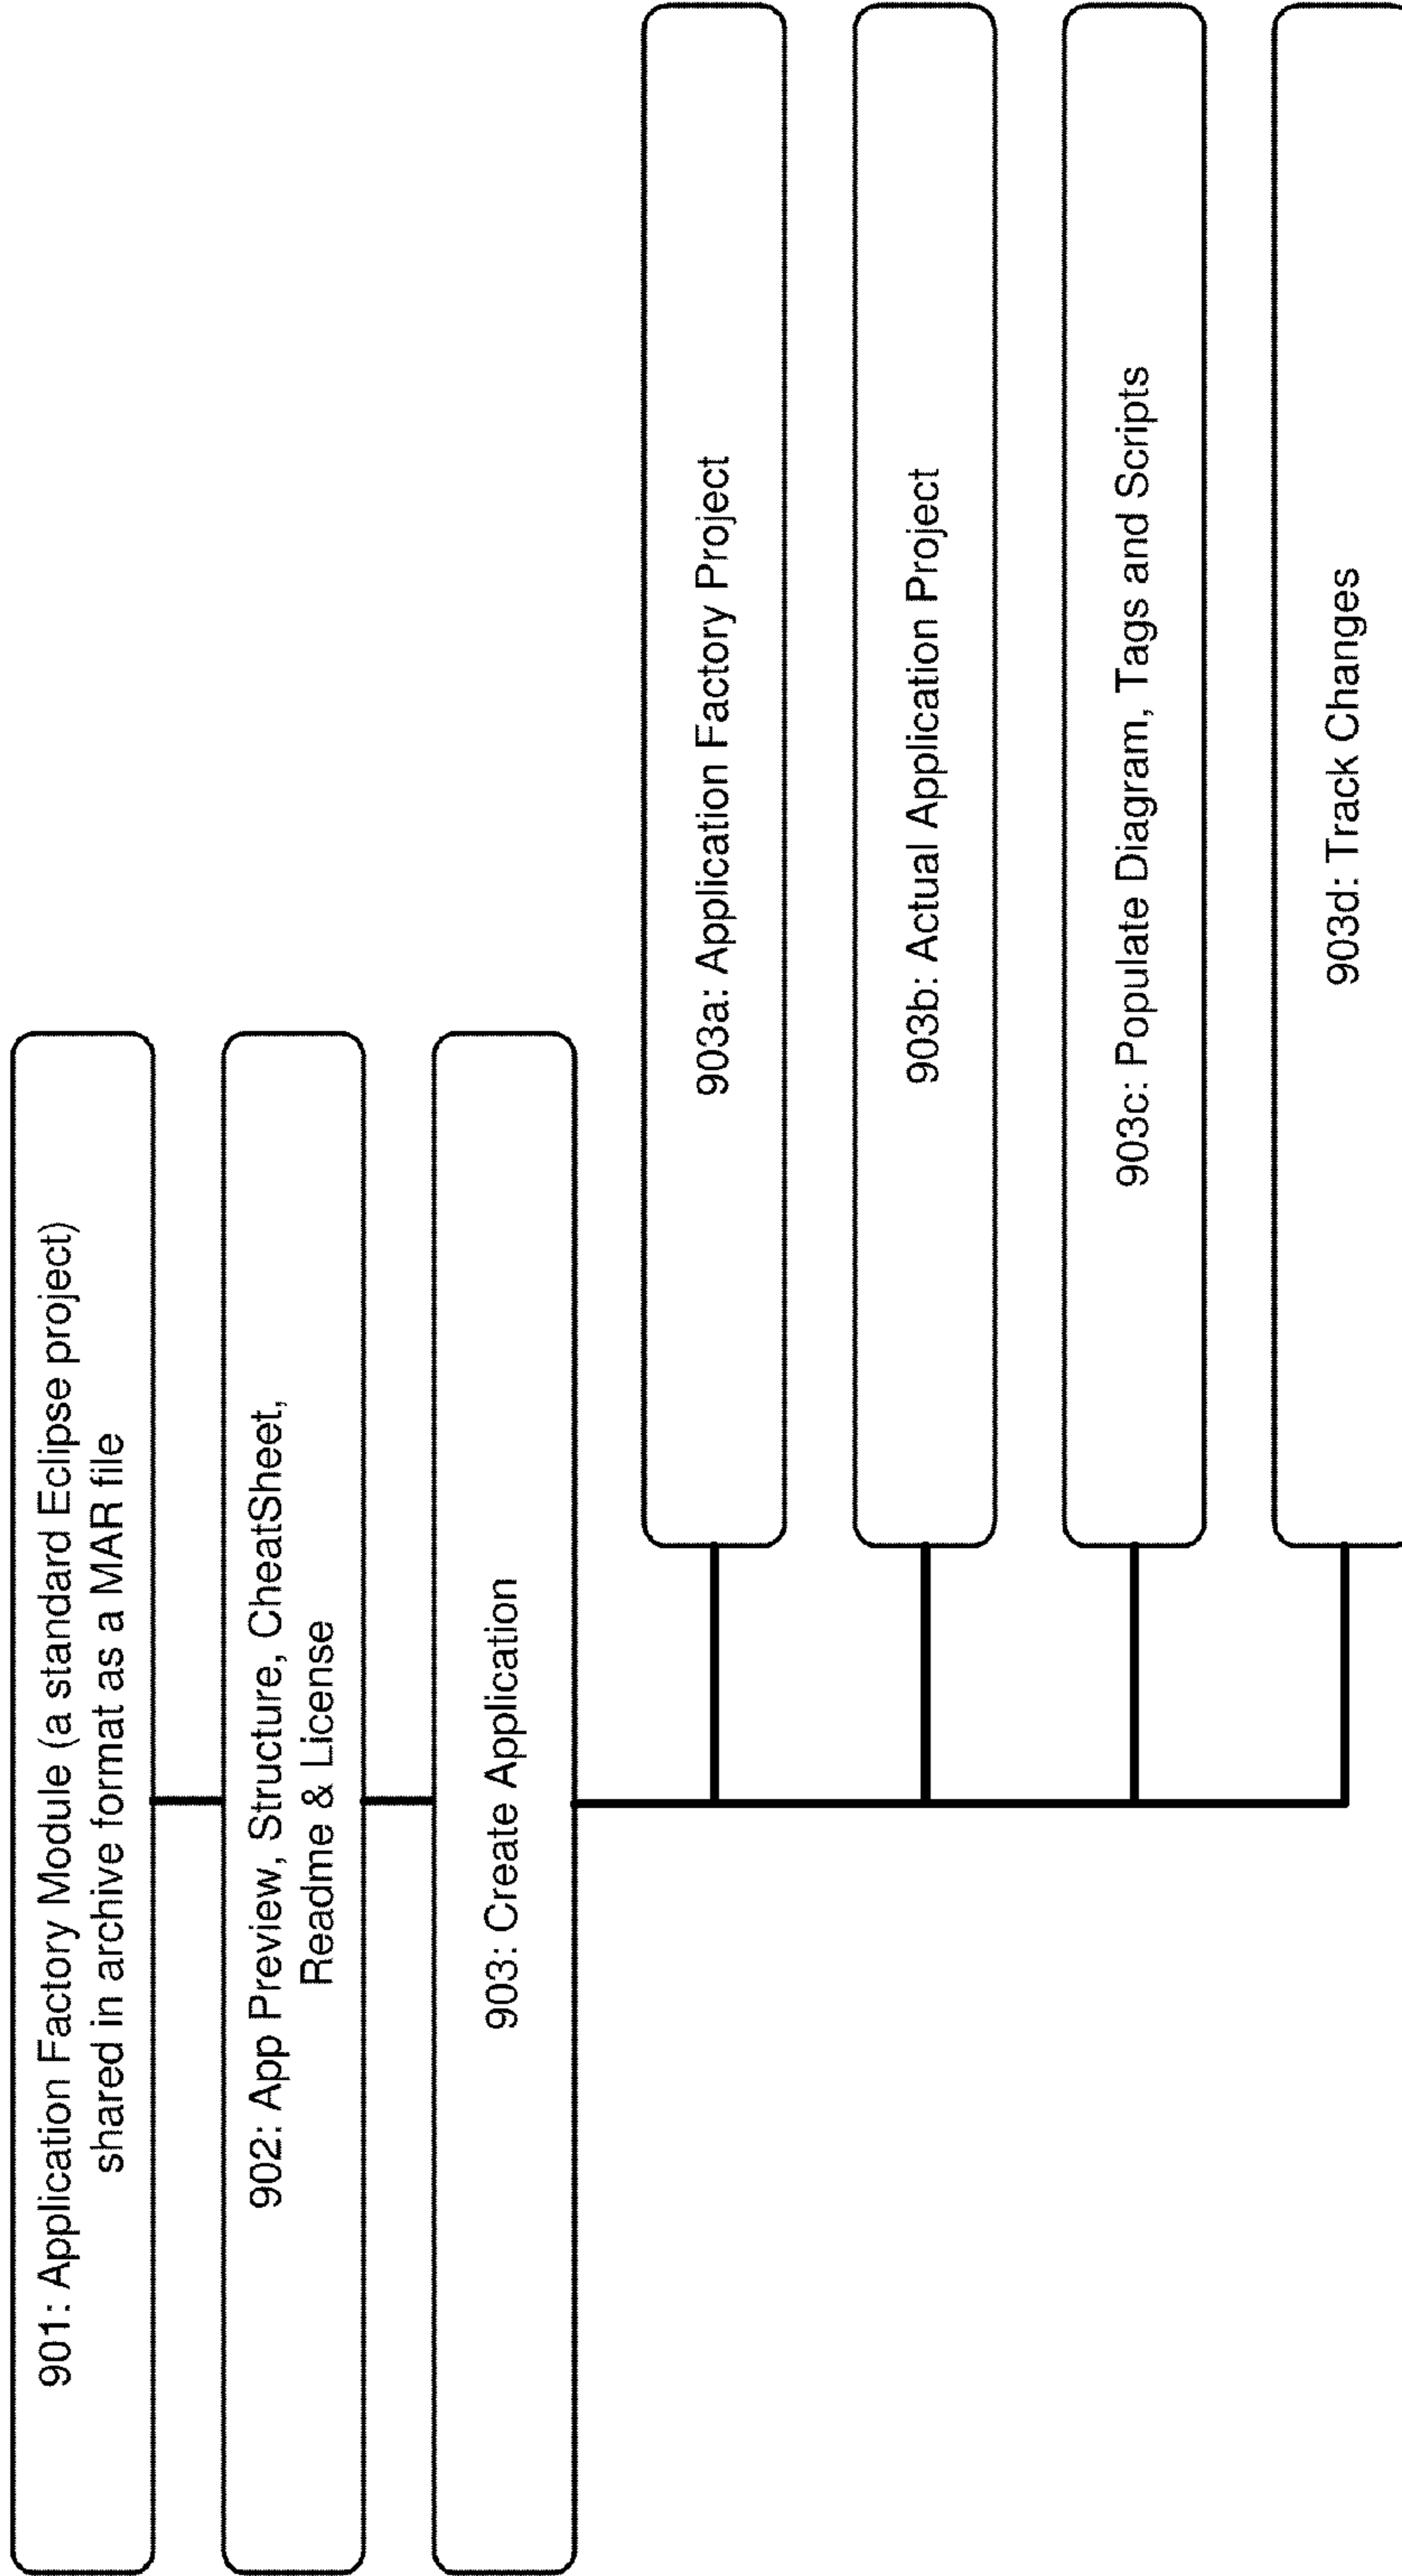 901: Application Factory Module (a standard Eclipse project)
shared in archive format as a MAR file
902: App Preview, Structure, CheatSheet,
Readme & License
903: Create Application
903a: Application Factory Project
903b: Actual Application Project
903c: Populate Diagram, Tags and Scripts
903d: Track Changes